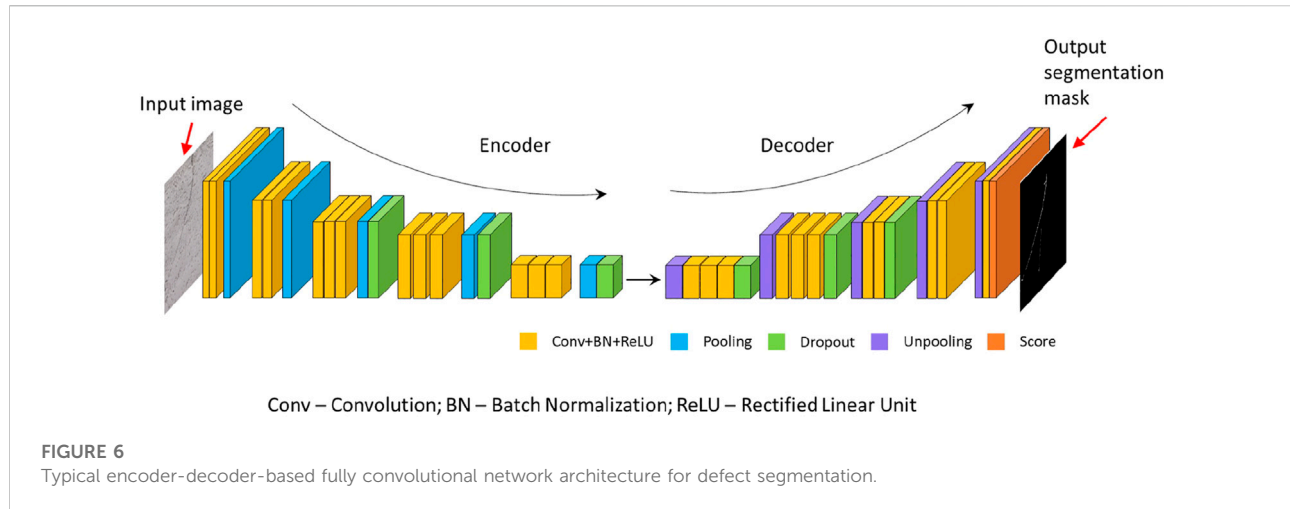 Output
segmentation
mask
Input image
Encoder
Decoder
Conv+BN+ReLU Pooling Dropout Unpooling Score
Conv – Convolution; BN – Batch Normalization; ReLU – Rectified Linear Unit
FIGURE 6
Typical encoder-decoder-based fully convolutional network architecture for defect segmentation.